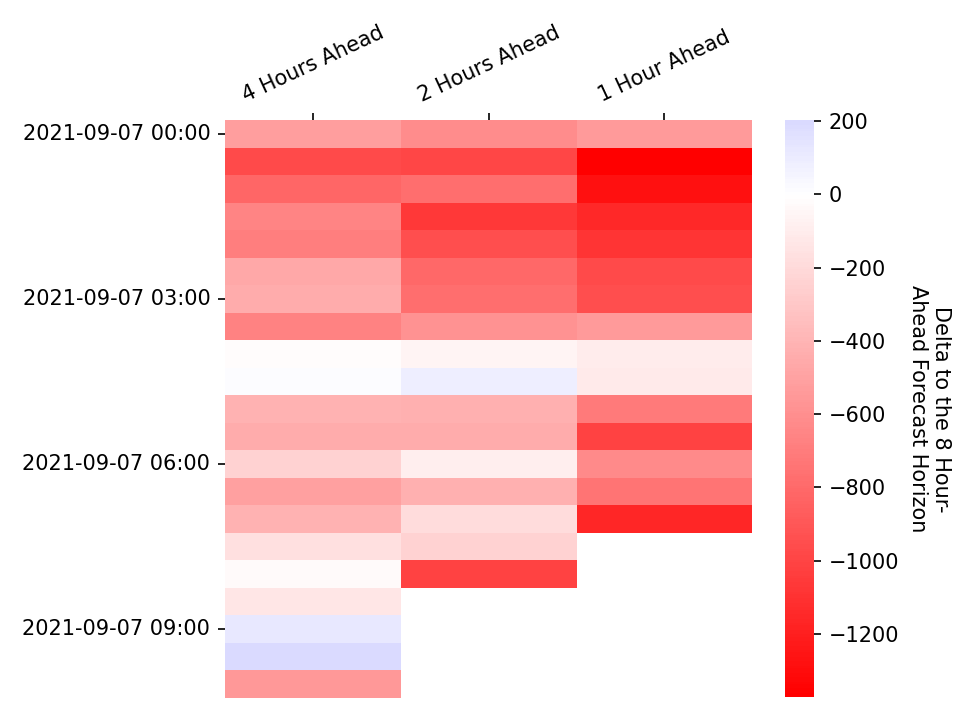 4 Hours Ahead
2 Hours Ahead
1 Hour Ahead
2021-09-07 00:00
2021-09-07 03:00
2021-09-07 06:00
2021-09-07 09:00
200
0
−200
−400
−600
−800
−1000
−1200
Delta to the 8 Hour-
Ahead Forecast Horizon